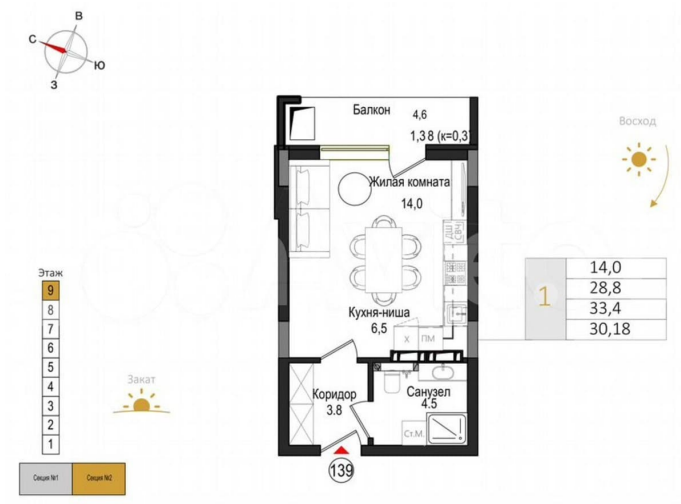 В
С
Ю
З
Балкон
4,6
1,38 (к=0,3)
Восход
Жилая комната
14,0
ДШ
СВЧ
Этаж
9
8
7
6
5
4
3
2
1
1
14,0
28,8
33,4
30,18
Кухня-ниша
6,5
Х
ПМ
Закат
Коридор
3.8
Санузел
4.5
Ст.М.
139
Секция №1
Секция №2